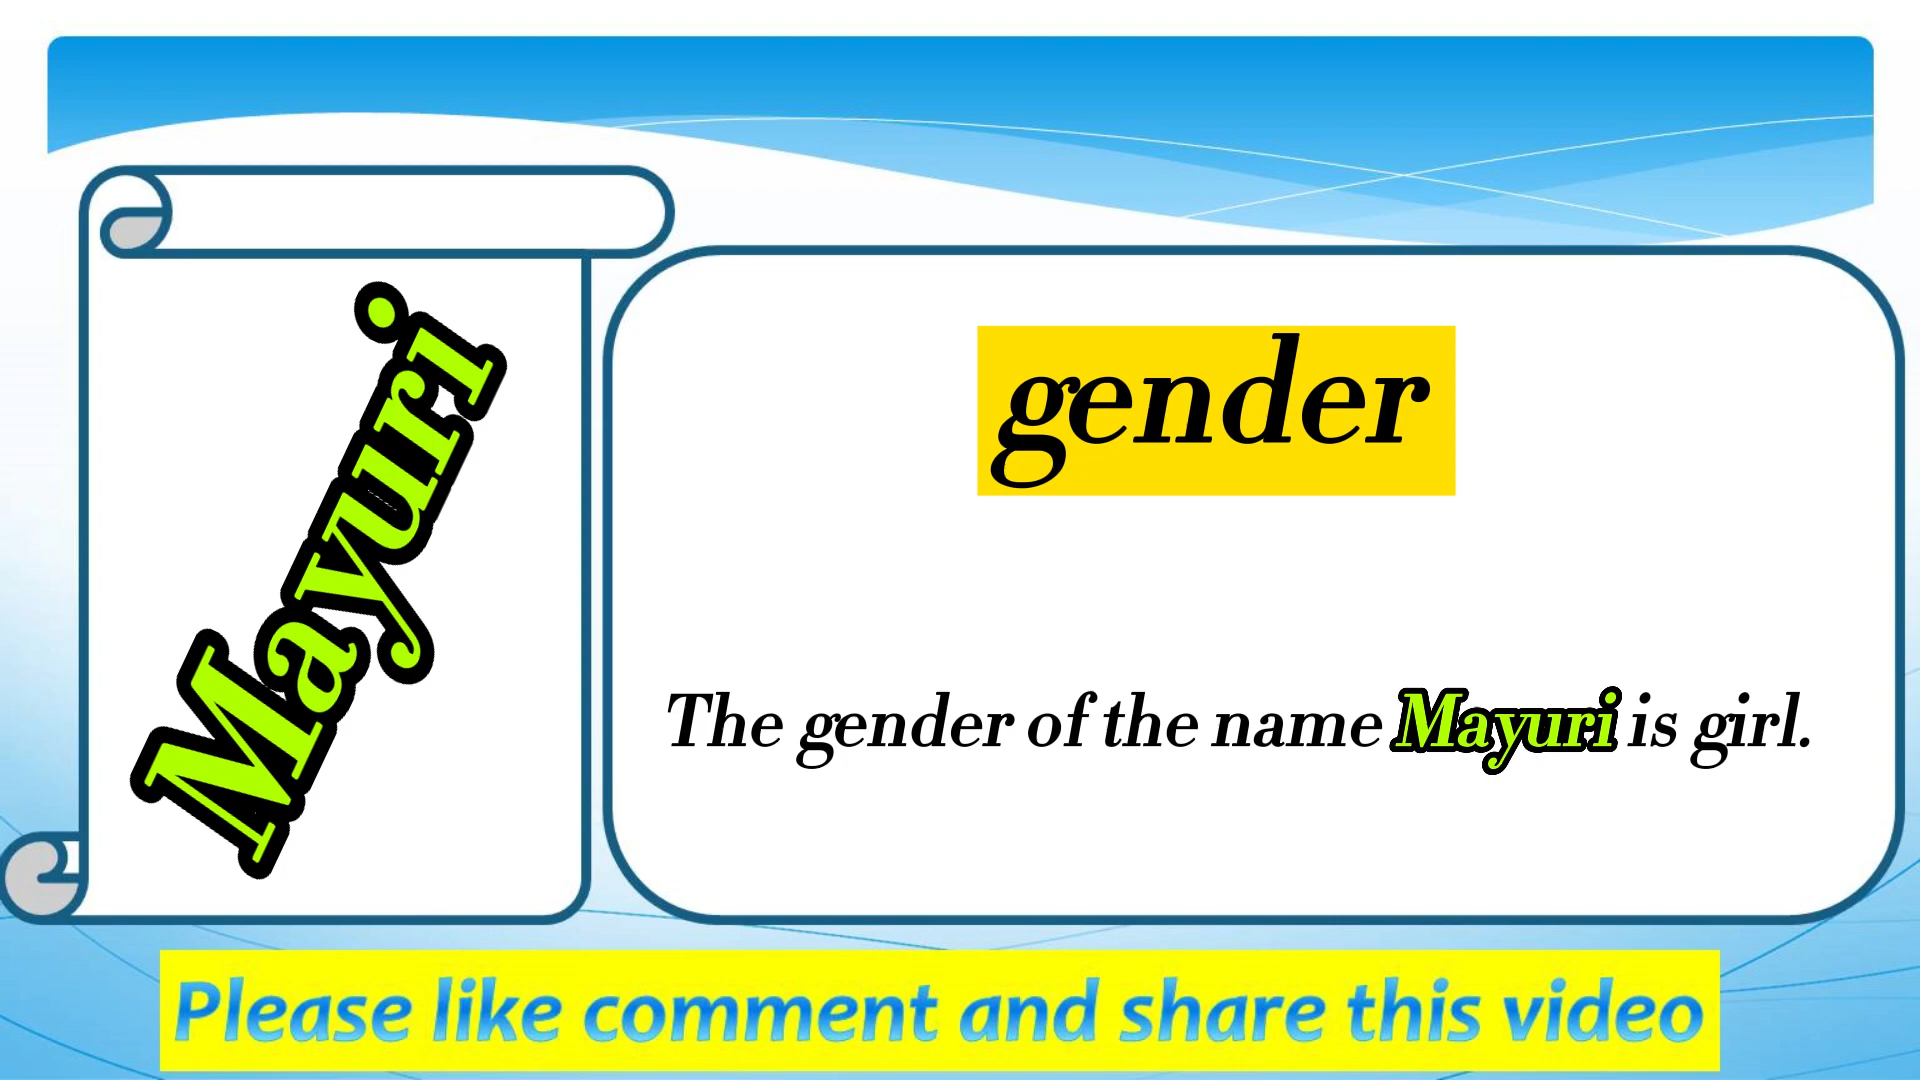 Mayuri
gender
The gender of the name Mayuri is girl.
Please like comment and share this video